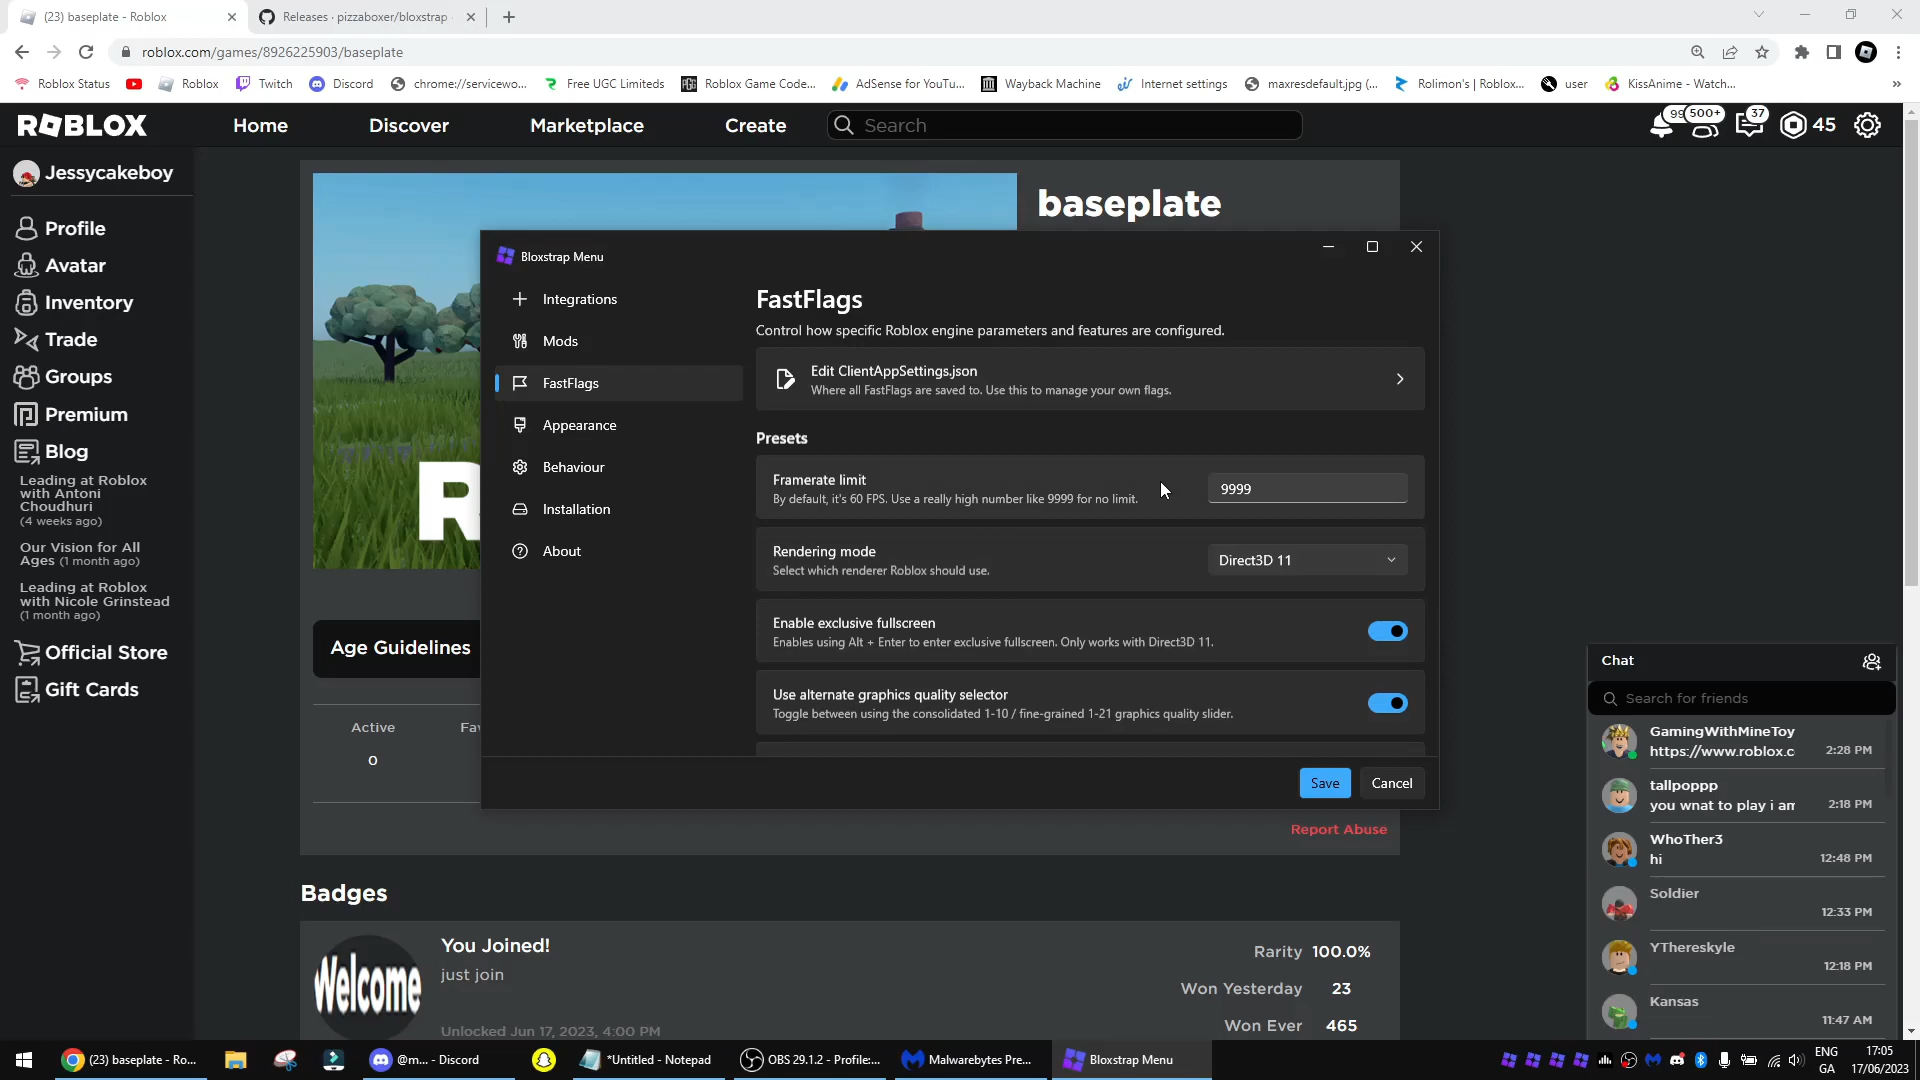 (23) baseplate - Roblox
Releases · pizzaboxer/bloxstrap
roblox.com/games/8926225903/baseplate
Roblox Status
Roblox
Twitch
Discord
chrome://servicewo...
Free UGC Limiteds
Roblox Game Code...
AdSense for YouTu...
Wayback Machine
Internet settings
maxresdefault.jpg (...
Rolimon's | Roblox...
user
KissAnime - Watch...
»
ROBLOX
Home
Discover
Marketplace
Create
Search
99
500+
37
45
Jessycakeboy
Profile
Avatar
Inventory
Trade
Groups
Premium
Blog
Leading at Roblox
with Antoni
Choudhuri
(4 weeks ago)
Our Vision for All
Ages (1 month ago)
Leading at Roblox
with Nicole Grinstead
(1 month ago)
Official Store
Gift Cards
baseplate
R
Age Guidelines
Active
Fa
0
Bloxstrap Menu
Integrations
Mods
FastFlags
Appearance
Behaviour
Installation
About
FastFlags
Control how specific Roblox engine parameters and features are configured.
Edit ClientAppSettings.json
Where all FastFlags are saved to. Use this to manage your own flags.
Presets
Framerate limit
By default, it's 60 FPS. Use a really high number like 9999 for no limit.
9999
Rendering mode
Select which renderer Roblox should use.
Direct3D 11
Enable exclusive fullscreen
Enables using Alt + Enter to enter exclusive fullscreen. Only works with Direct3D 11.
Use alternate graphics quality selector
Toggle between using the consolidated 1-10 / fine-grained 1-21 graphics quality slider.
Save
Cancel
Report Abuse
Badges
Welcome
You Joined!
just join
Unlocked Jun 17, 2023, 4:00 PM
Rarity 100.0%
Won Yesterday 23
Won Ever 465
Chat
Search for friends
GamingWithMineToy
https://www.roblox.c 2:28 PM
tallpoppp
you wnat to play i am 2:18 PM
WhoTher3
hi 12:48 PM
Soldier
12:33 PM
YThereskyle
12:18 PM
Kansas
11:47 AM
(23) baseplate - Ro...
@m... - Discord
*Untitled - Notepad
OBS 29.1.2 - Profile:...
Malwarebytes Pre...
Bloxstrap Menu
ENG
GA
17:05
17/06/2023